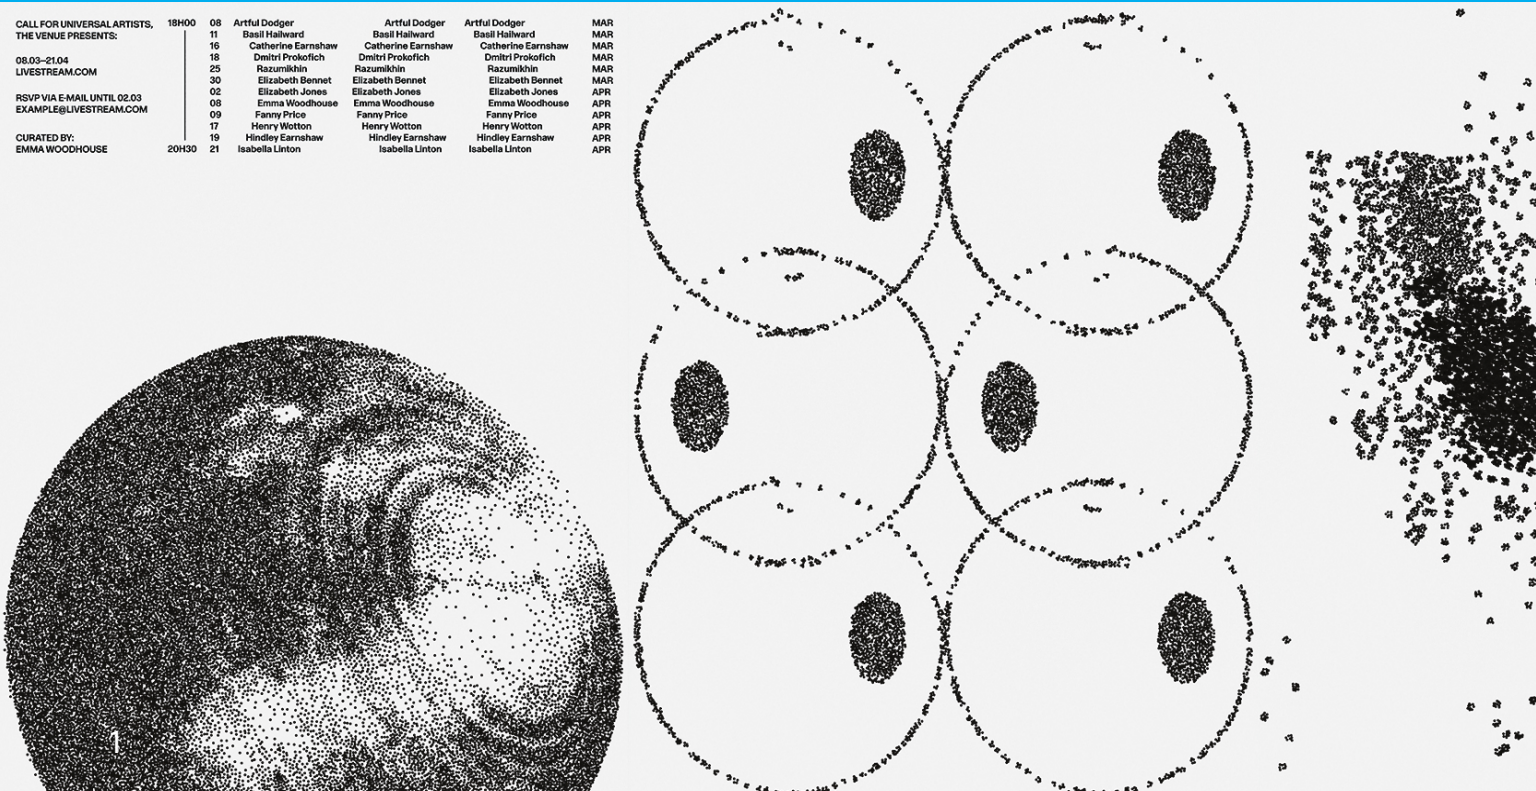 CALL FOR UNIVERSAL ARTISTS,
THE VENUE PRESENTS:
08.03–21.04
LIVESTREAM.COM
RSVP VIA E-MAIL UNTIL 02.03
EXAMPLE@LIVESTREAM.COM
CURATED BY:
EMMA WOODHOUSE
18H00
20H30
08 Artful Dodger Artful Dodger Artful Dodger MAR
11 Basil Hailward Basil Hailward Basil Hailward MAR
16 Catherine Earnshaw Catherine Earnshaw Catherine Earnshaw MAR
18 Dmitri Prokofich Dmitri Prokofich Dmitri Prokofich MAR
25 Razumikhin Razumikhin Razumikhin MAR
30 Elizabeth Bennet Elizabeth Bennet Elizabeth Bennet MAR
02 Elizabeth Jones Elizabeth Jones Elizabeth Jones APR
08 Emma Woodhouse Emma Woodhouse Emma Woodhouse APR
09 Fanny Price Fanny Price Fanny Price APR
17 Henry Wotton Henry Wotton Henry Wotton APR
19 Hindley Earnshaw Hindley Earnshaw Hindley Earnshaw APR
21 Isabella Linton Isabella Linton Isabella Linton APR
1